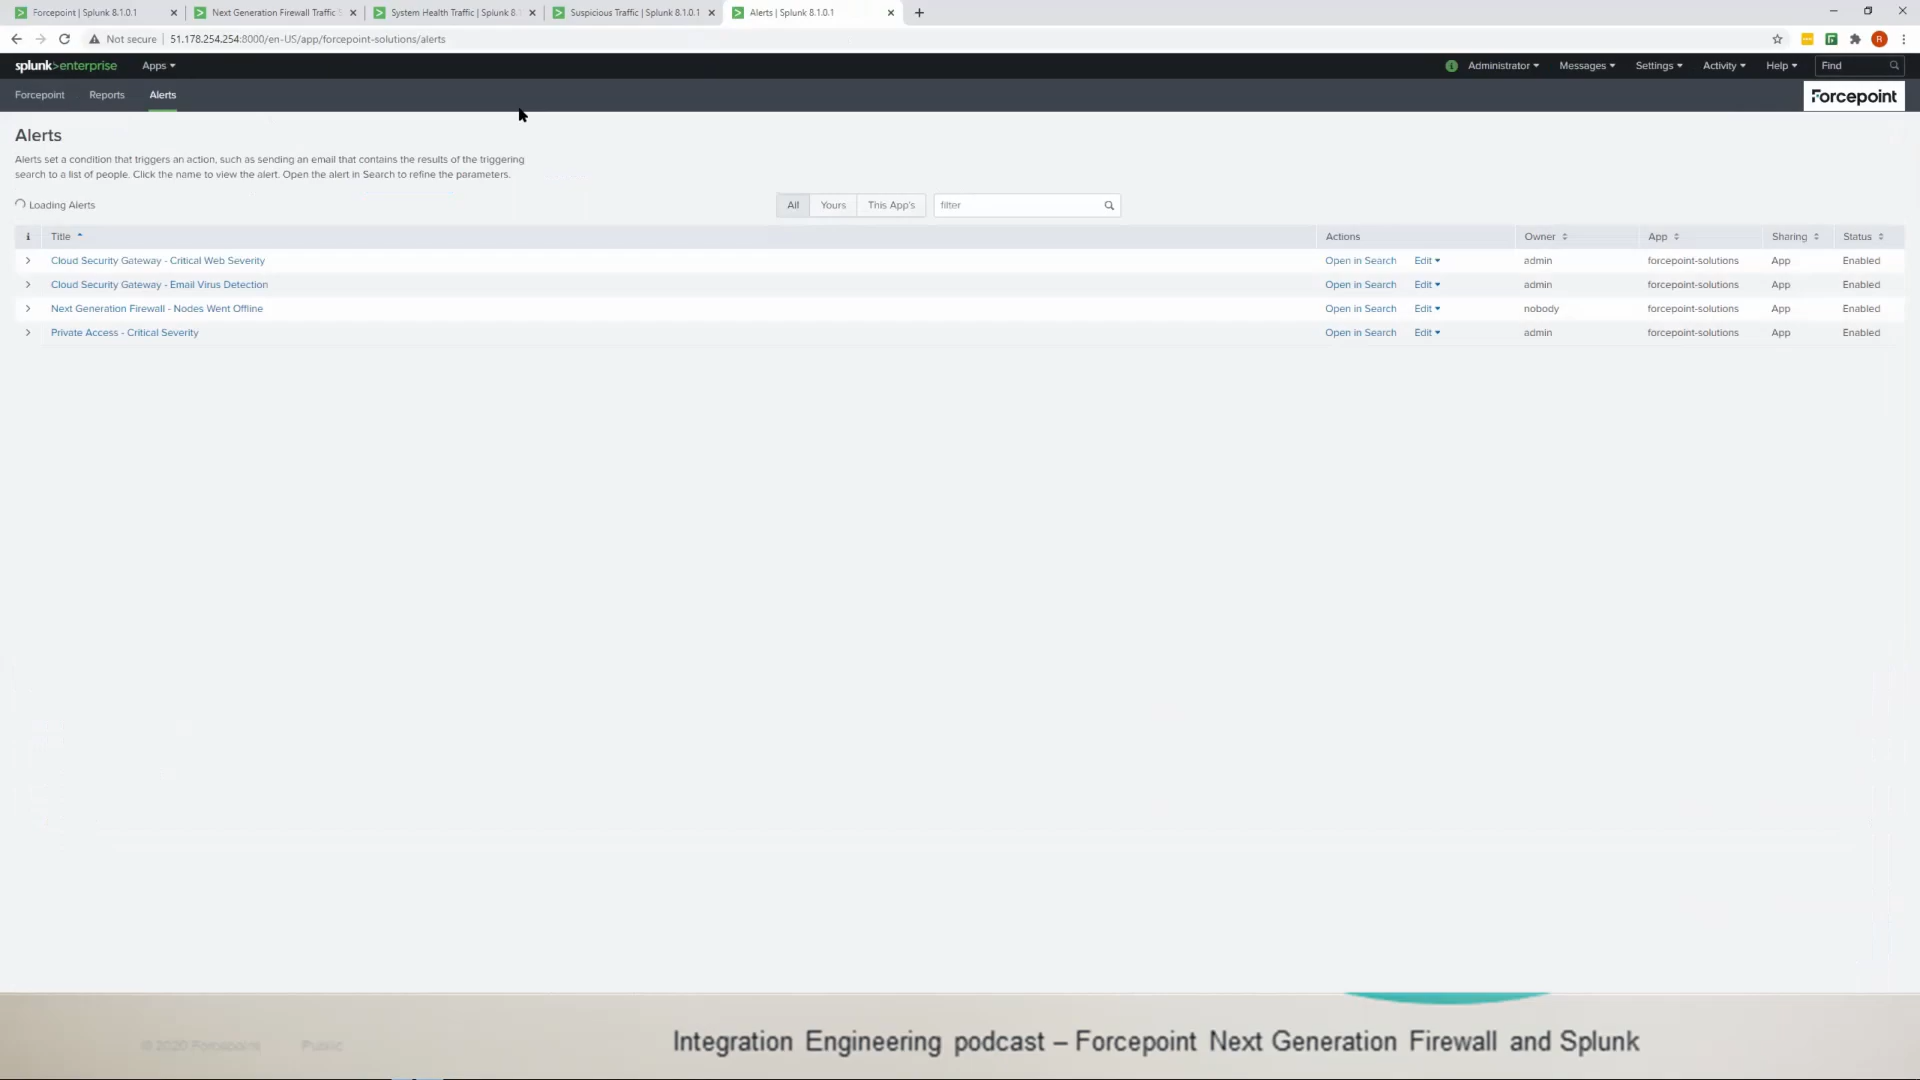 Forcepoint | Splunk 8.1.0.1
Next Generation Firewall Traffic
System Health Traffic | Splunk 8.
Suspicious Traffic | Splunk 8.1.0.1
Alerts | Splunk 8.1.0.1
Not secure | 51.178.254.254:8000/en-US/app/forcepoint-solutions/alerts
R
splunk>enterprise Apps
Administrator Messages Settings Activity Help Find
Forcepoint Reports Alerts
Forcepoint
Alerts
Alerts set a condition that triggers an action, such as sending an email that contains the results of the triggering
search to a list of people. Click the name to view the alert. Open the alert in Search to refine the parameters.
Loading Alerts
All Yours This App's filter
i Title Actions Owner App Sharing Status
Cloud Security Gateway - Critical Web Severity Open in Search Edit admin forcepoint-solutions App Enabled
Cloud Security Gateway - Email Virus Detection Open in Search Edit admin forcepoint-solutions App Enabled
Next Generation Firewall - Nodes Went Offline Open in Search Edit nobody forcepoint-solutions App Enabled
Private Access - Critical Severity Open in Search Edit admin forcepoint-solutions App Enabled
© 2020 Forcepoint Public
Integration Engineering podcast – Forcepoint Next Generation Firewall and Splunk